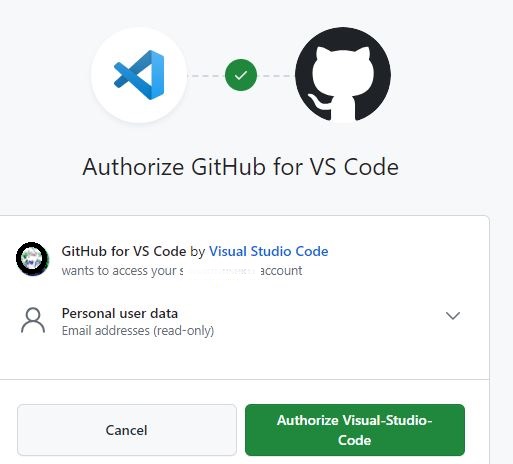 Authorize GitHub for VS Code
GitHub for VS Code by Visual Studio Code
wants to access your account
Personal user data
Email addresses (read-only)
Cancel
Authorize Visual-Studio-
Code